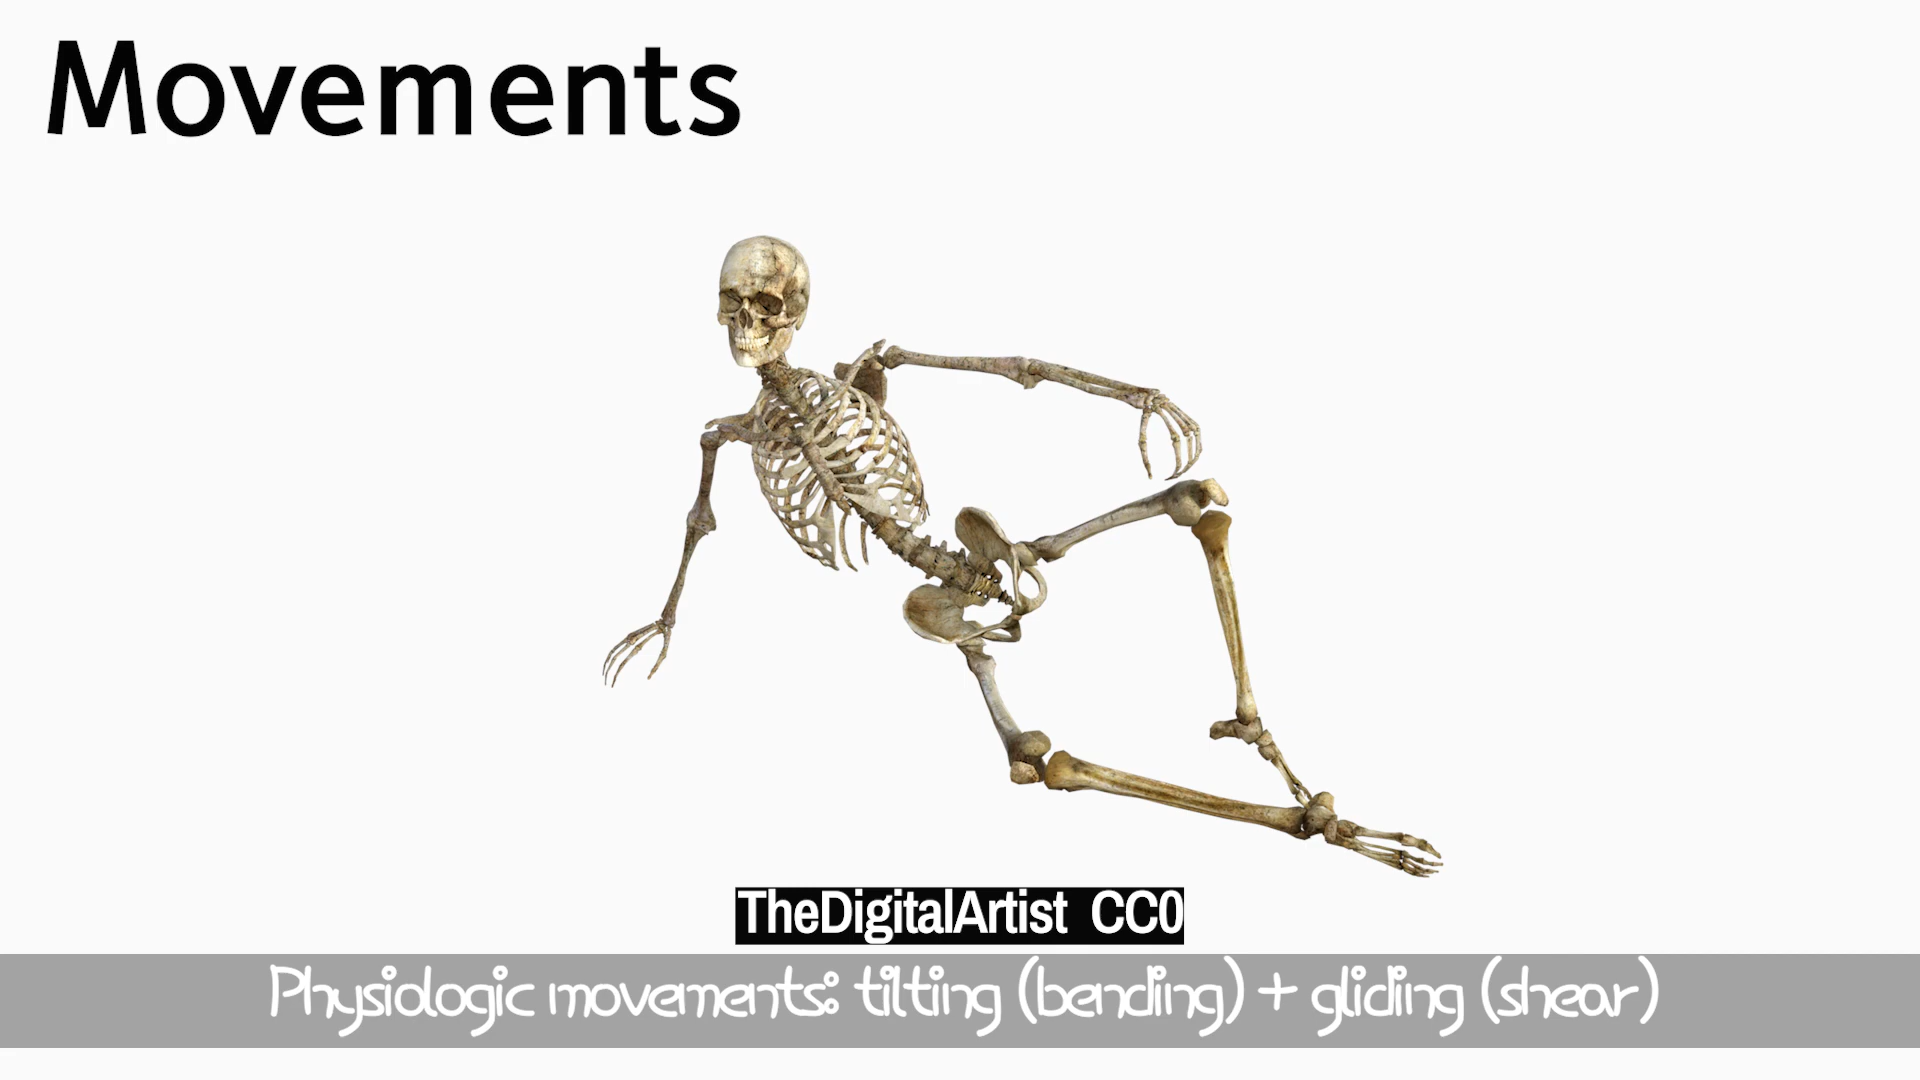 Movements
TheDigitalArtist CC0
Physiologic movements: tilting (bending) + gliding (shear)